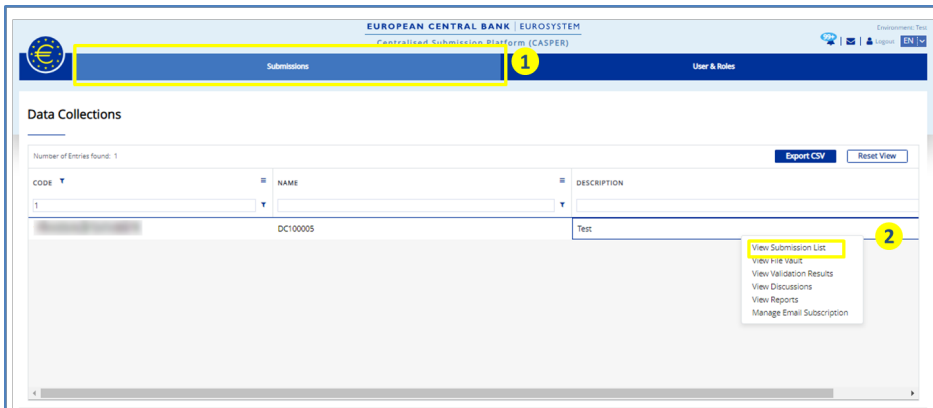 EUROPEAN CENTRAL BANK | EUROSYSTEM
Environment: Test
Centralised Submission Platform (CASPER)
99+ Logout EN
Submissions
1
User & Roles
Data Collections
Number of Entries found: 1
Export CSV
Reset View
CODE
NAME
DESCRIPTION
1
DC100005
Test
2
View Submission List
View File Vault
View Validation Results
View Discussions
View Reports
Manage Email Subscription